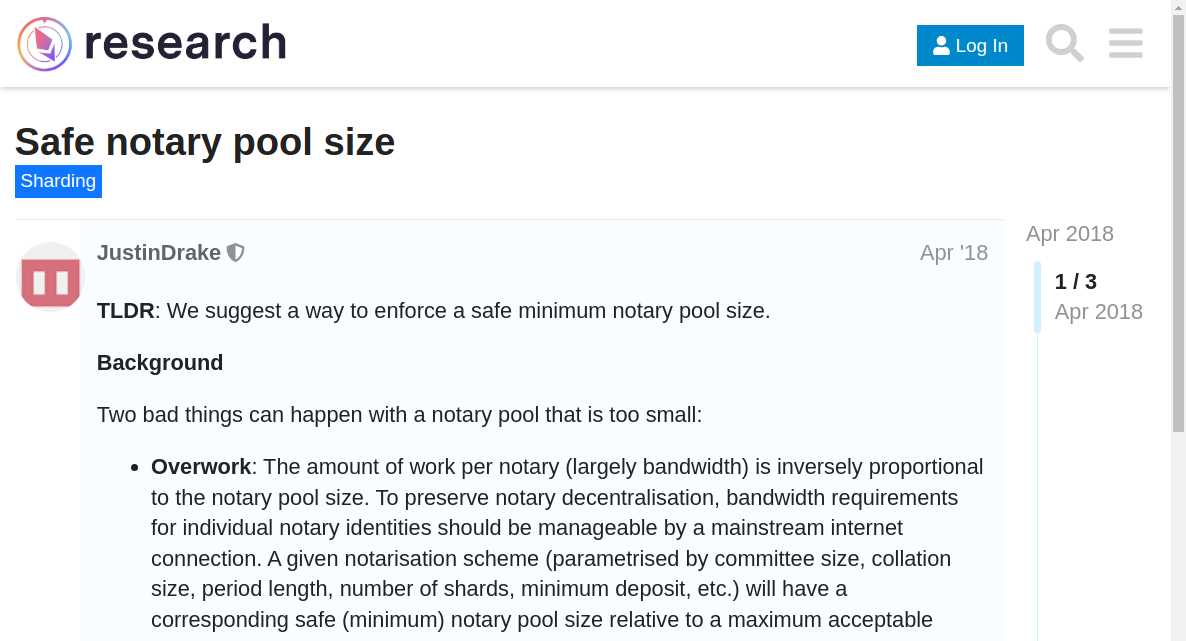 research
Log In
Safe notary pool size
Sharding
JustinDrake
Apr '18
Apr 2018
1 / 3
Apr 2018
TLDR: We suggest a way to enforce a safe minimum notary pool size.
Background
Two bad things can happen with a notary pool that is too small:
Overwork: The amount of work per notary (largely bandwidth) is inversely proportional
to the notary pool size. To preserve notary decentralisation, bandwidth requirements
for individual notary identities should be manageable by a mainstream internet
connection. A given notarisation scheme (parametrised by committee size, collation
size, period length, number of shards, minimum deposit, etc.) will have a
corresponding safe (minimum) notary pool size relative to a maximum acceptable